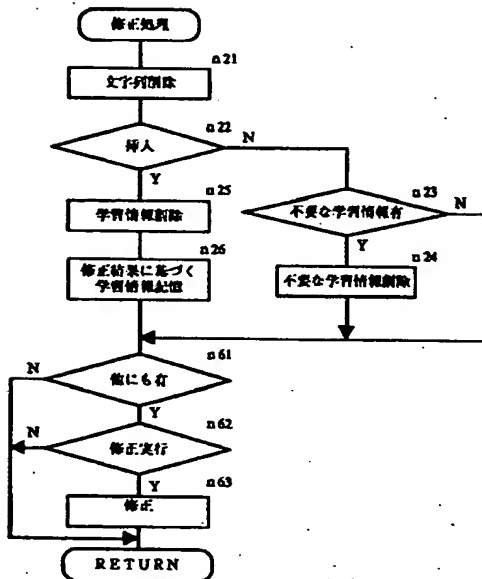 修正処理
n21
文字列削除
n22
挿入
N
Y
n25
学習情報削除
n23
不要な学習情報有
N
Y
n26
修正結果に基づく
学習情報記憶
n24
不要な学習情報削除
n61
N
他にも有
Y
n62
N
修正実行
Y
n63
修正
RETURN